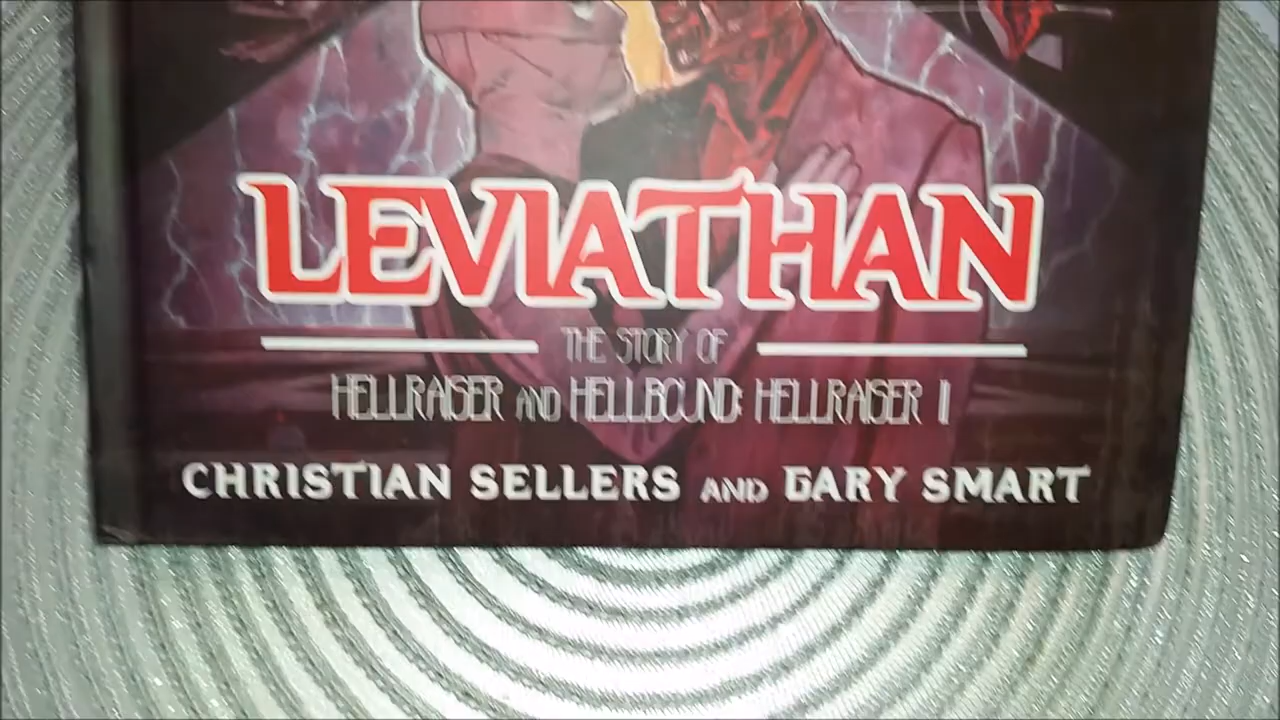 LEVIATHAN
THE STORY OF
HELLRAISER AND HELLBOUND: HELLRAISER II
CHRISTIAN SELLERS AND GARY SMART